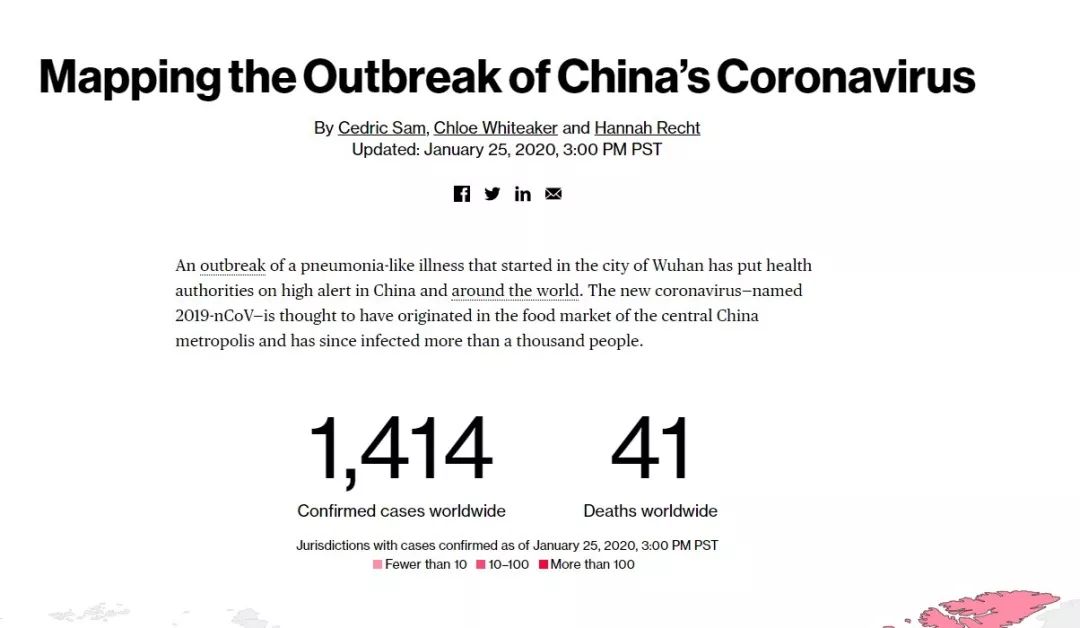 Mapping the Outbreak of China’s Coronavirus
By Cedric Sam, Chloe Whiteaker and Hannah Recht
Updated: January 25, 2020, 3:00 PM PST
An outbreak of a pneumonia-like illness that started in the city of Wuhan has put health
authorities on high alert in China and around the world. The new coronavirus—named
2019-nCoV—is thought to have originated in the food market of the central China
metropolis and has since infected more than a thousand people.
1,414 41
Confirmed cases worldwide Deaths worldwide
Jurisdictions with cases confirmed as of January 25, 2020, 3:00 PM PST
Fewer than 10 10–100 More than 100